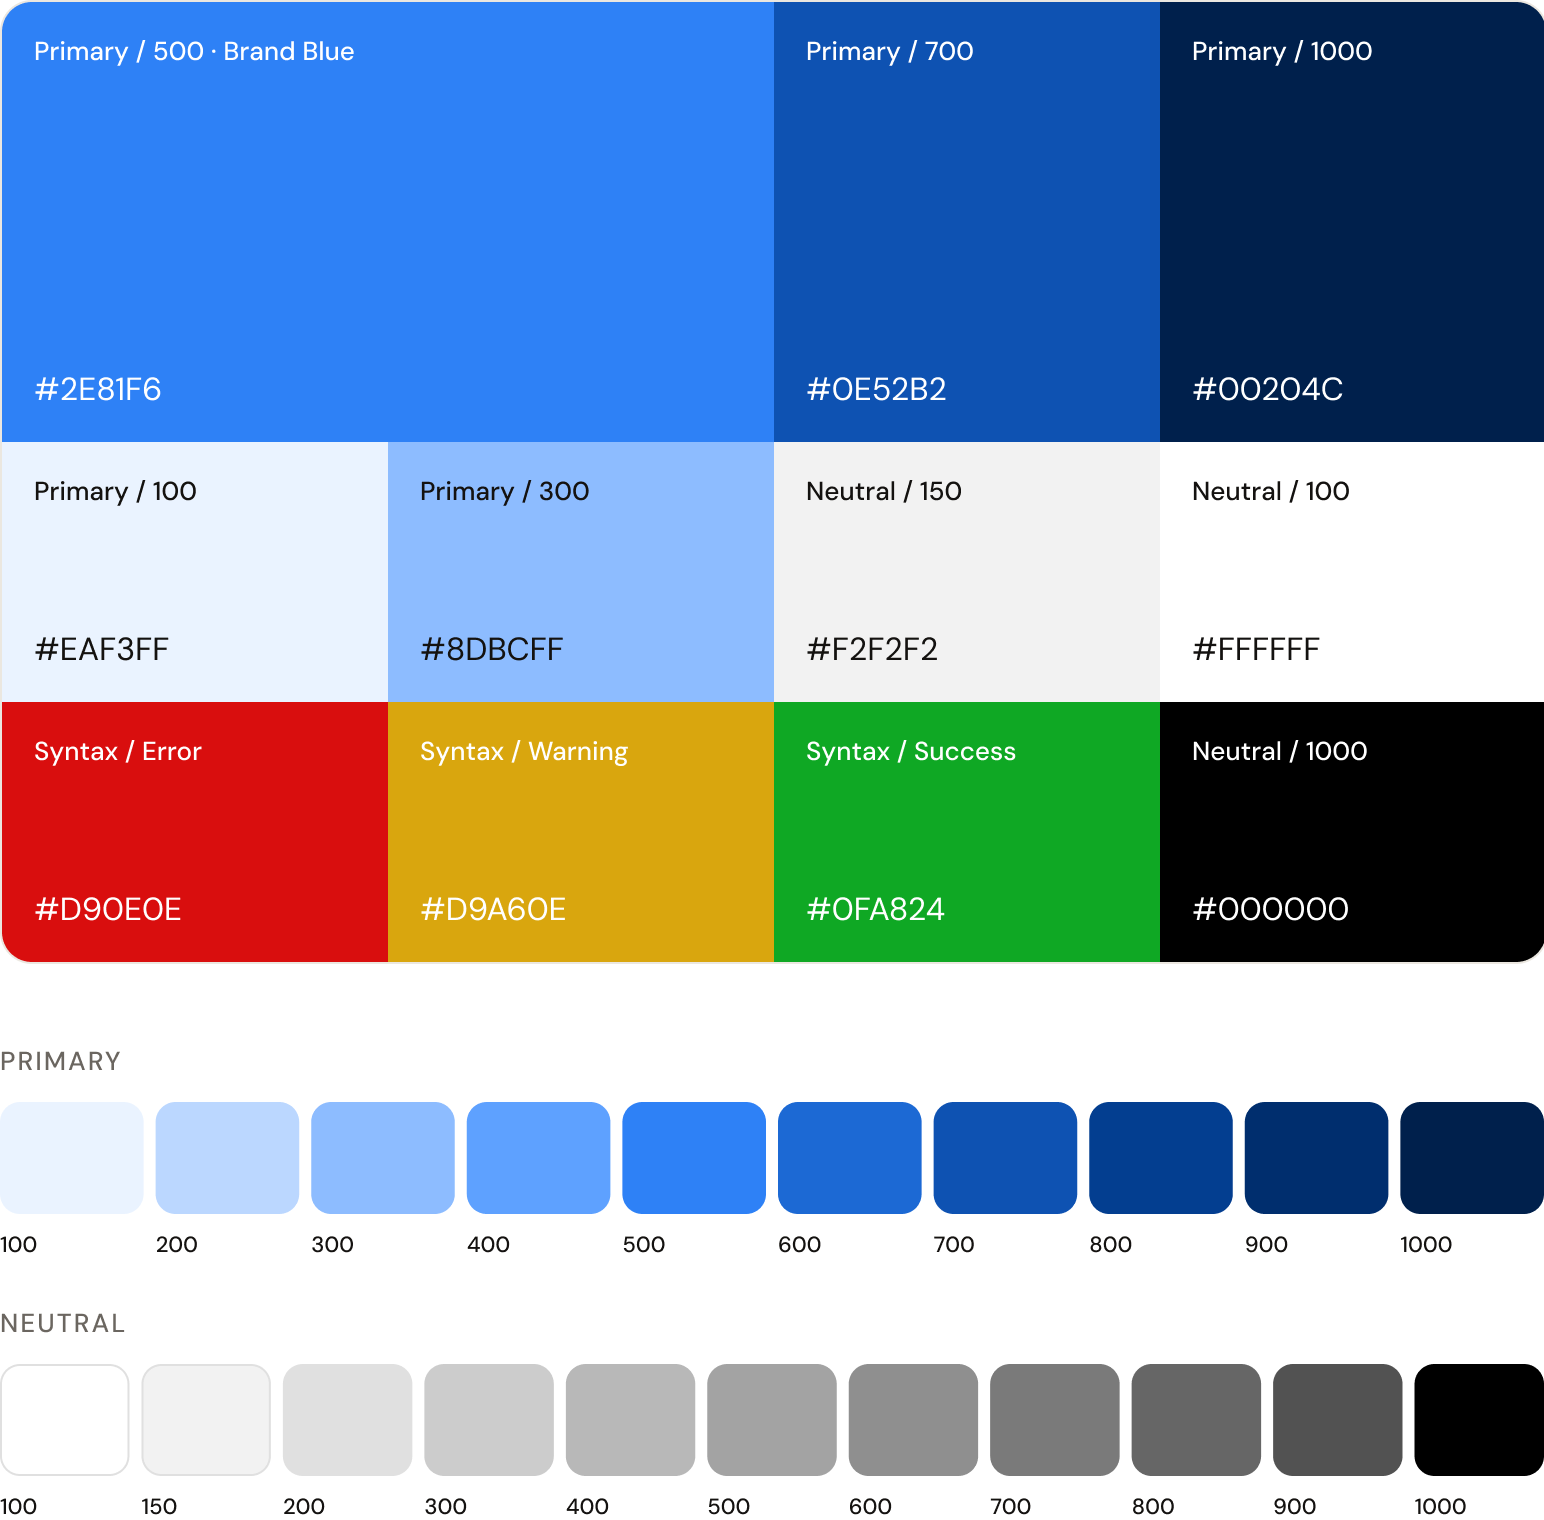 Primary / 500 · Brand Blue
#2E81F6
Primary / 700
#0E52B2
Primary / 1000
#00204C
Primary / 100
#EAF3FF
Primary / 300
#8DBCFF
Neutral / 150
#F2F2F2
Neutral / 100
#FFFFFF
Syntax / Error
#D90E0E
Syntax / Warning
#D9A60E
Syntax / Success
#0FA824
Neutral / 1000
#000000
PRIMARY
100 200 300 400 500 600 700 800 900 1000
NEUTRAL
100 150 200 300 400 500 600 700 800 900 1000